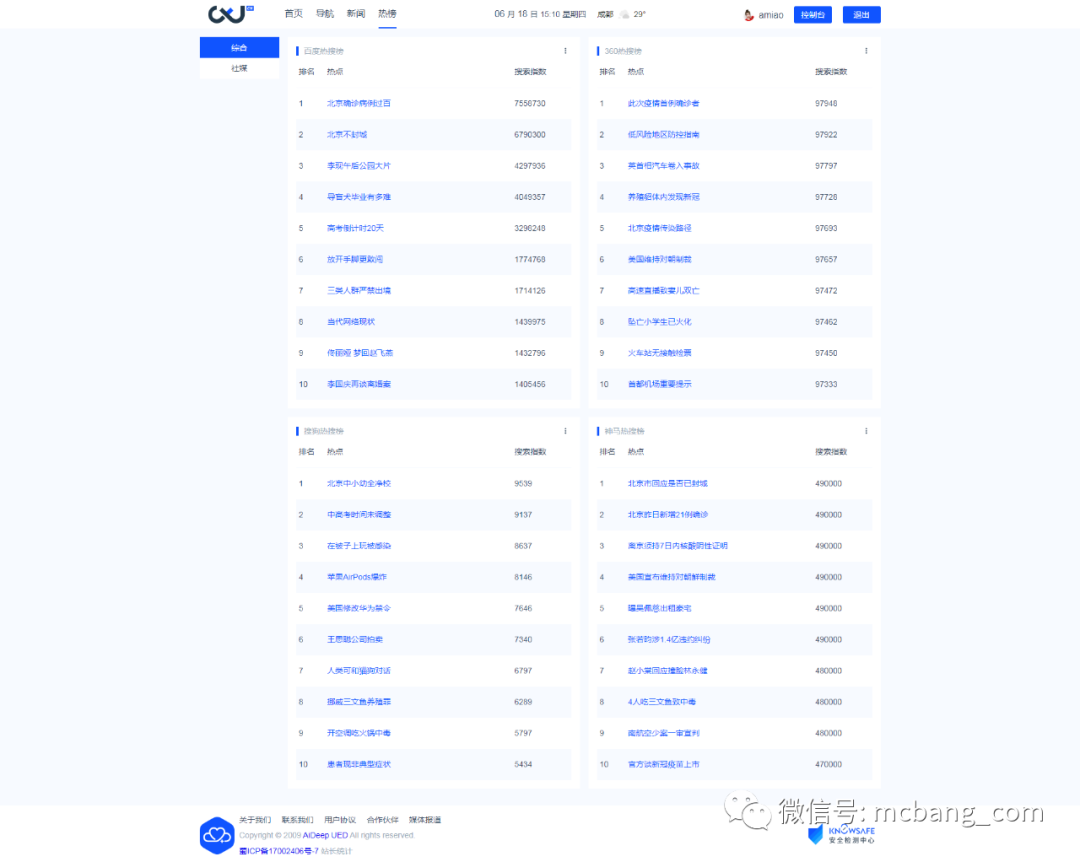 首页 导航 新闻 热榜 06 月 18 日 15:10 星期四 成都 29° amiao 控制台 退出
综合
社媒
百度热搜榜
排名 热点 搜索指数
1 北京确诊病例过百 7556730
2 北京不封城 6790300
3 李现午后公园大片 4297936
4 导盲犬毕业有多难 4049357
5 高考倒计时20天 3296248
6 放开手脚更敢闯 1774768
7 三类人群严禁出境 1714126
8 当代网络现状 1439975
9 佟丽娅 梦回赵飞燕 1432796
10 李国庆再谈离婚案 1405456
360热搜榜
排名 热点 搜索指数
1 此次疫情首例确诊者 97948
2 低风险地区防控指南 97922
3 英首相汽车卷入事故 97797
4 养殖貂体内发现新冠 97728
5 北京疫情传染路径 97693
6 美国维持对朝制裁 97657
7 高速直播致妻儿双亡 97472
8 坠亡小学生已火化 97462
9 火车站无接触检票 97450
10 首都机场重要提示 97333
搜狗热搜榜
排名 热点 搜索指数
1 北京中小幼全停校 9539
2 中高考时间未调整 9137
3 在被子上玩被感染 8637
4 苹果AirPods爆炸 8146
5 美国修改华为禁令 7646
6 王思聪公司拍卖 7340
7 人类可和猫狗对话 6797
8 挪威三文鱼养殖罪 6289
9 开空调吃火锅中毒 5797
10 患者现非典型症状 5434
神马热搜榜
排名 热点 搜索指数
1 北京市回应是否已封城 490000
2 北京昨日新增21例确诊 490000
3 离京须持7日内核酸阴性证明 490000
4 美国宣布维持对朝鲜制裁 490000
5 曝吴佩慈出租豪宅 490000
6 张若昀涉1.4亿违约纠纷 490000
7 赵小棠回应撞脸林永健 480000
8 4人吃三文鱼致中毒 480000
9 南航空少案一审宣判 480000
10 官方谈新冠疫苗上市 470000
关于我们 联系我们 用户协议 合作伙伴 媒体报道
Copyright © 2009 AiDeep UED All rights reserved.
蜀ICP备17002406号-7 站长统计
KNOWNSAFE
安全检测中心
微信号: mcbang_com